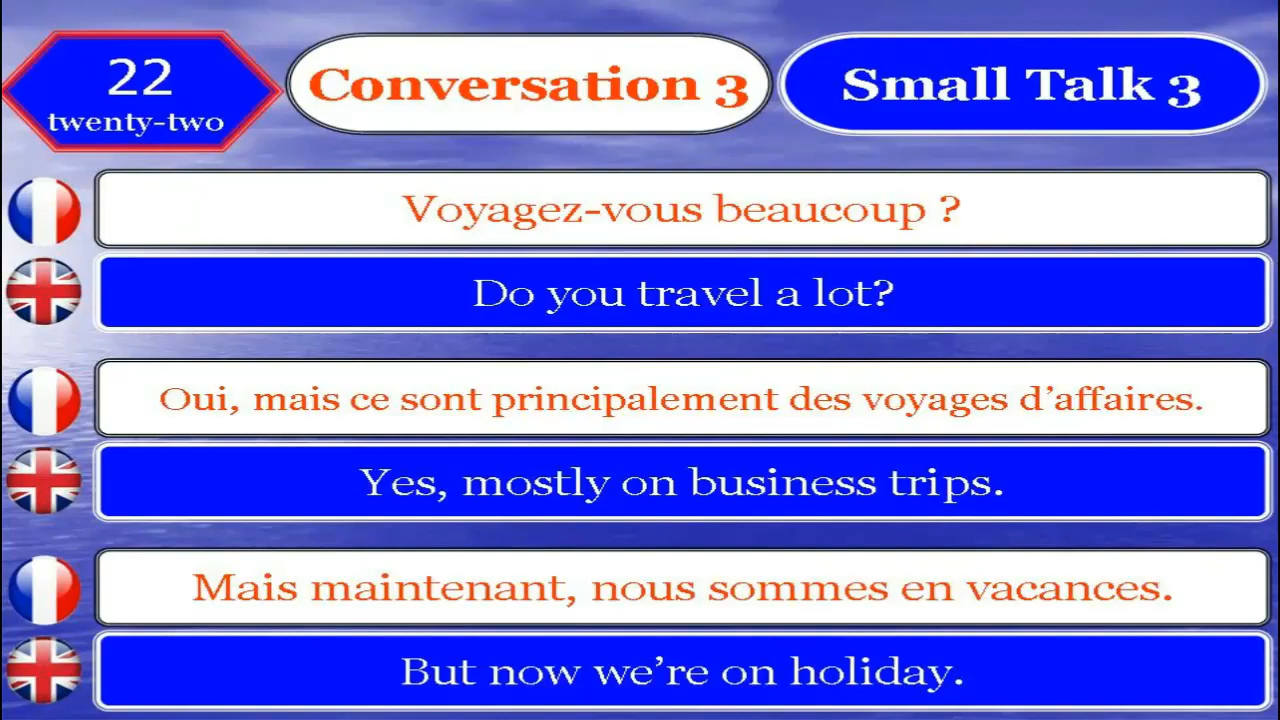 22
twenty-two
Conversation 3
Small Talk 3
Voyagez-vous beaucoup ?
Do you travel a lot?
Oui, mais ce sont principalement des voyages d’affaires.
Yes, mostly on business trips.
Mais maintenant, nous sommes en vacances.
But now we’re on holiday.